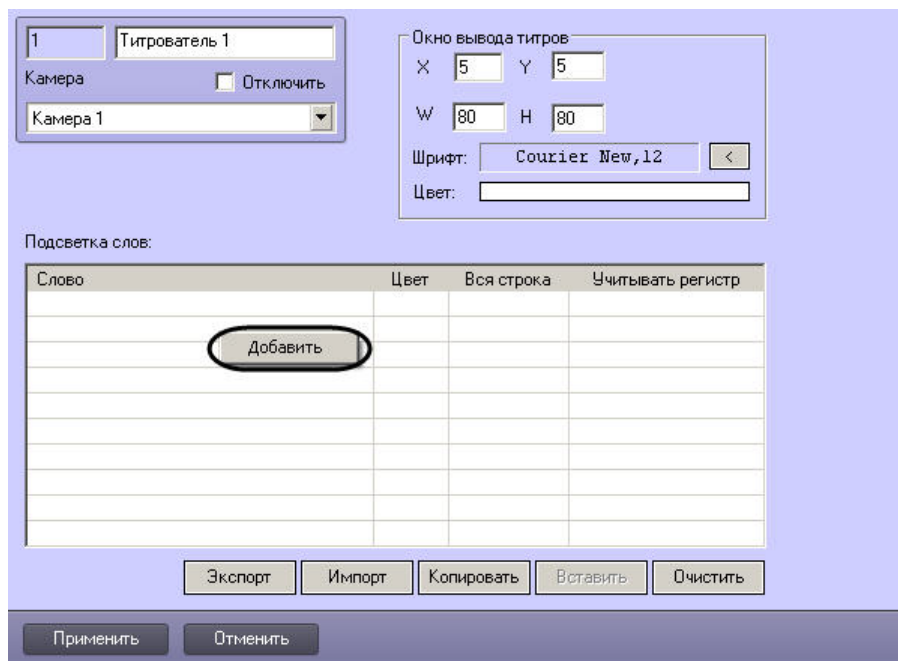 1 Титрователь 1
Камера Отключить
Камера 1
Окно вывода титров
X 5 Y 5
W 80 H 80
Шрифт: Courier New,12 <
Цвет:
Подсветка слов:
Слово Цвет Вся строка Учитывать регистр
Добавить
Экспорт Импорт Копировать Вставить Очистить
Применить Отменить